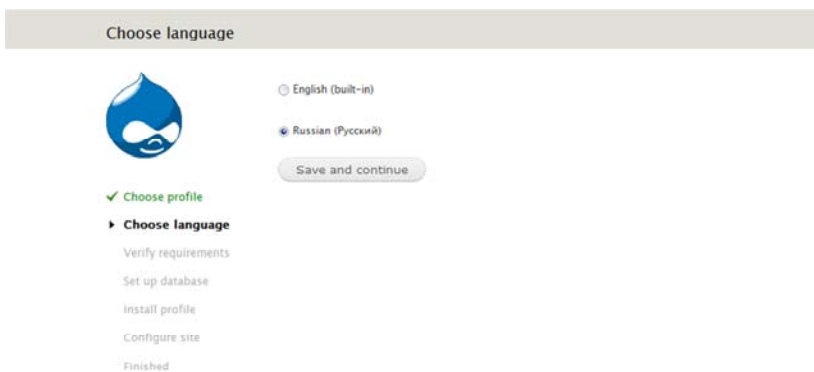 Choose language
English (built-in)
Russian (Русский)
Save and continue
Choose profile
Choose language
Verify requirements
Set up database
Install profile
Configure site
Finished